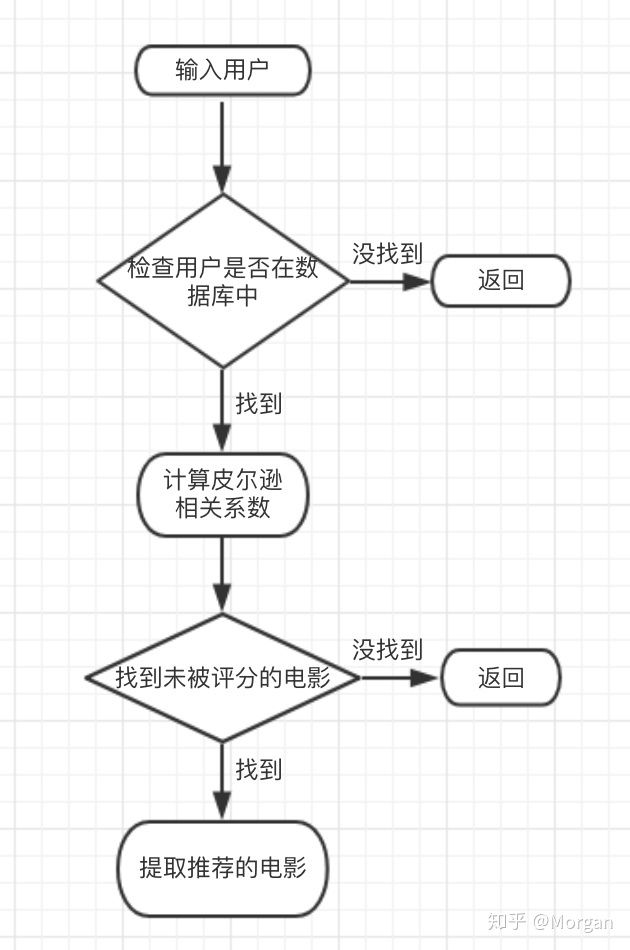 输入用户
检查用户是否在数
据库中
没找到
返回
找到
计算皮尔逊
相关系数
找到未被评分的电影
没找到
返回
找到
提取推荐的电影
知乎 @Morgan